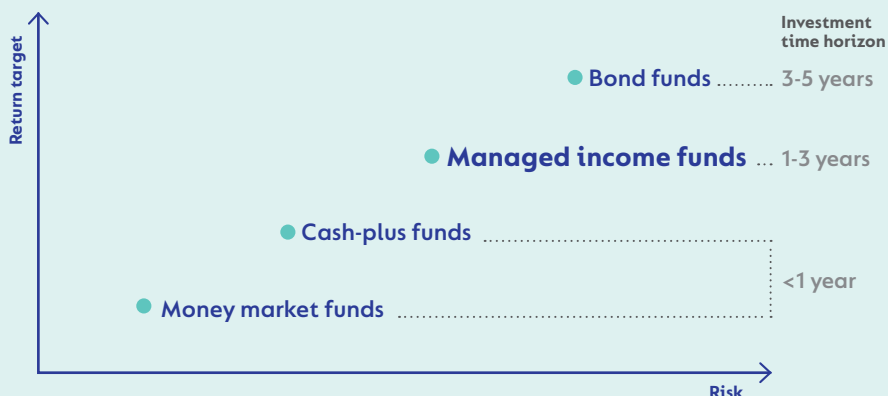 Investment
time horizon
Return target
Bond funds ........ 3-5 years
Managed income funds ... 1-3 years
Cash-plus funds
<1 year
Money market funds
Risk